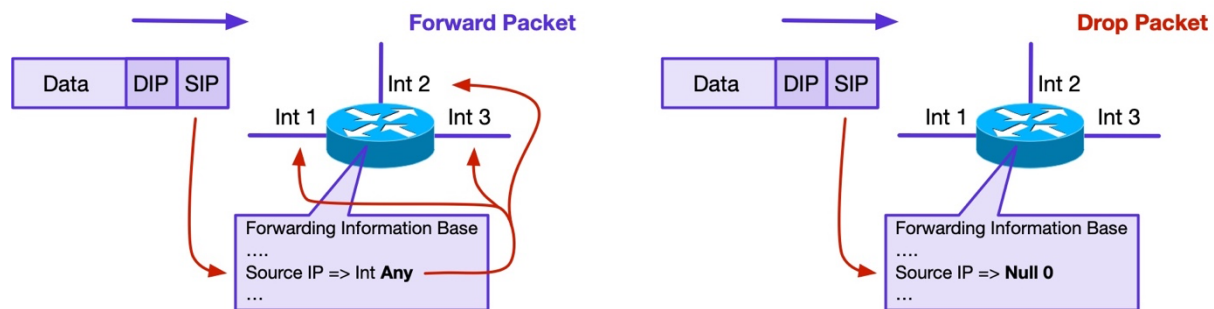 Forward Packet
Data DIP SIP
Int 2
Int 1
Int 3
Forwarding Information Base
....
Source IP => Int Any
...
Drop Packet
Data DIP SIP
Int 2
Int 1
Int 3
Forwarding Information Base
....
Source IP => Null 0
...